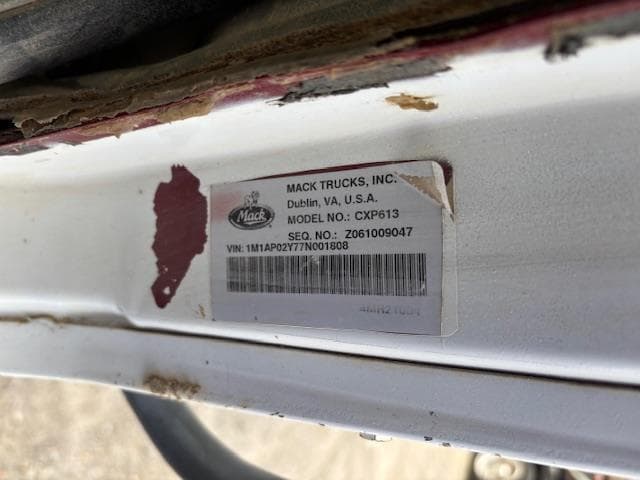 MACK TRUCKS, INC.
Dublin, VA, U.S.A.
Mack
MODEL NO.: CXP613
SEQ. NO.: Z061009047
VIN: 1M1AP02Y77N001808